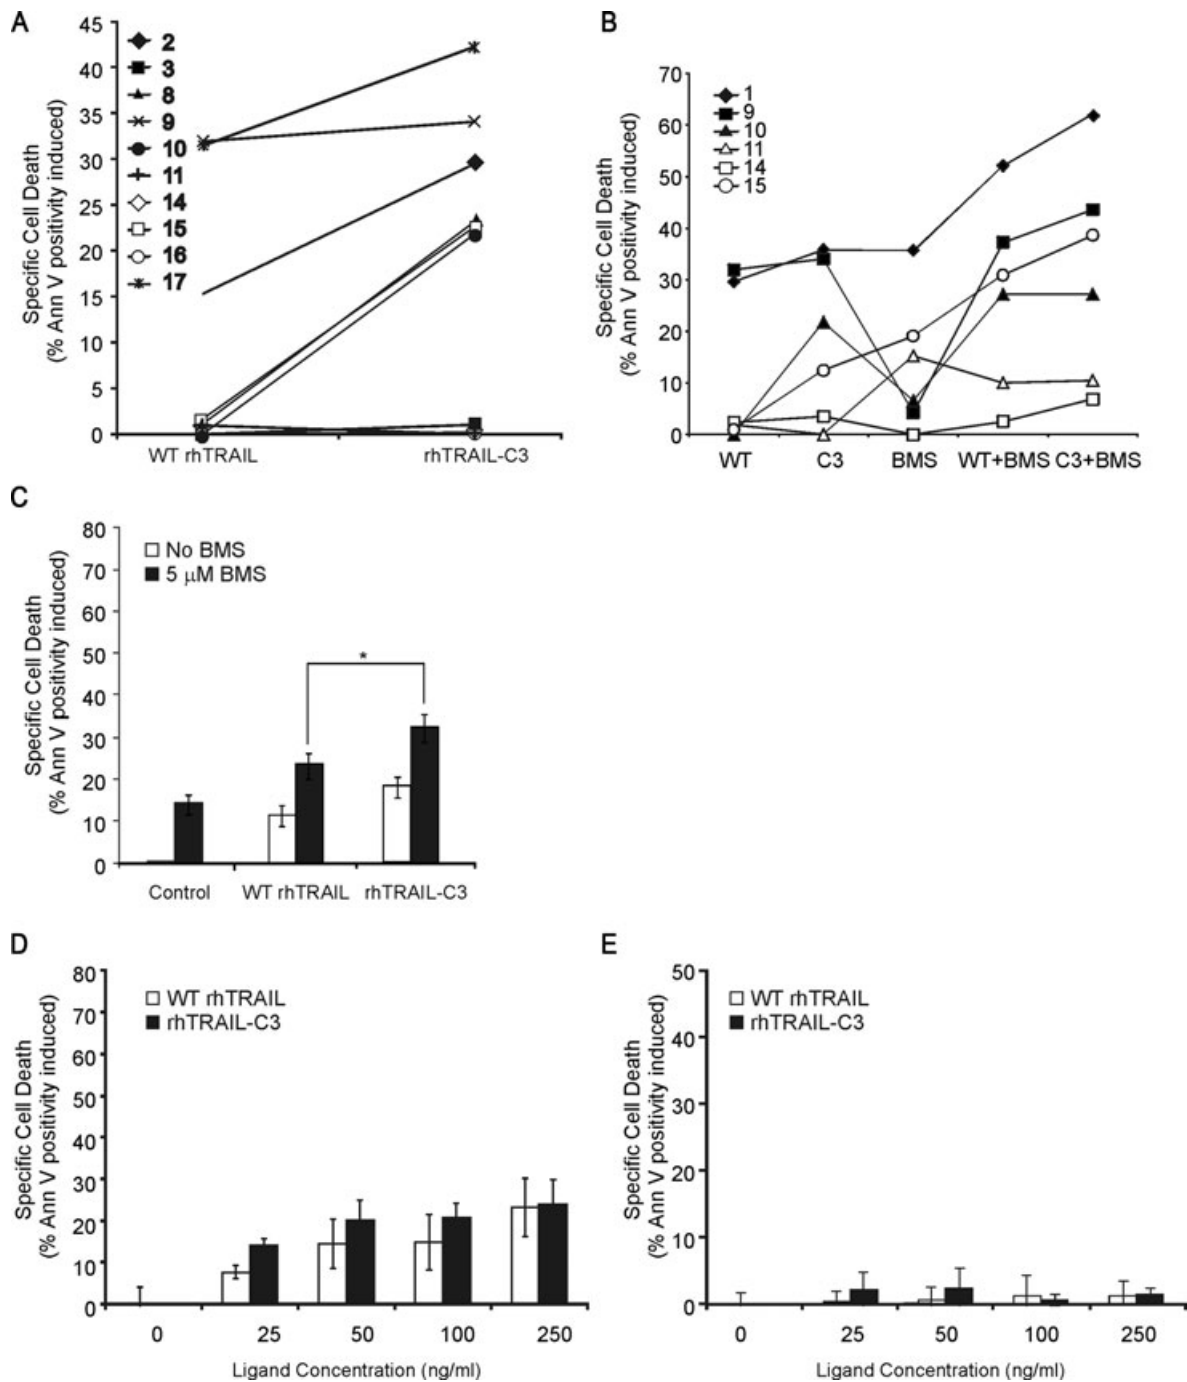 A
Specific Cell Death
(% Ann V positivity induced)
45
40
35
30
25
20
15
10
5
0
2
3
8
9
10
11
14
15
16
17
WT rhTRAIL rhTRAIL-C3
B
Specific Cell Death
(% Ann V positivity induced)
70
60
50
40
30
20
10
0
1
9
10
11
14
15
WT C3 BMS WT+BMS C3+BMS
C
Specific Cell Death
(% Ann V positivity induced)
80
70
60
50
40
30
20
10
0
No BMS
5 μM BMS
*
Control WT rhTRAIL rhTRAIL-C3
D
Specific Cell Death
(% Ann V positivity induced)
80
70
60
50
40
30
20
10
0
WT rhTRAIL
rhTRAIL-C3
0 25 50 100 250
Ligand Concentration (ng/ml)
E
Specific Cell Death
(% Ann V positivity induced)
50
40
30
20
10
0
WT rhTRAIL
rhTRAIL-C3
0 25 50 100 250
Ligand Concentration (ng/ml)